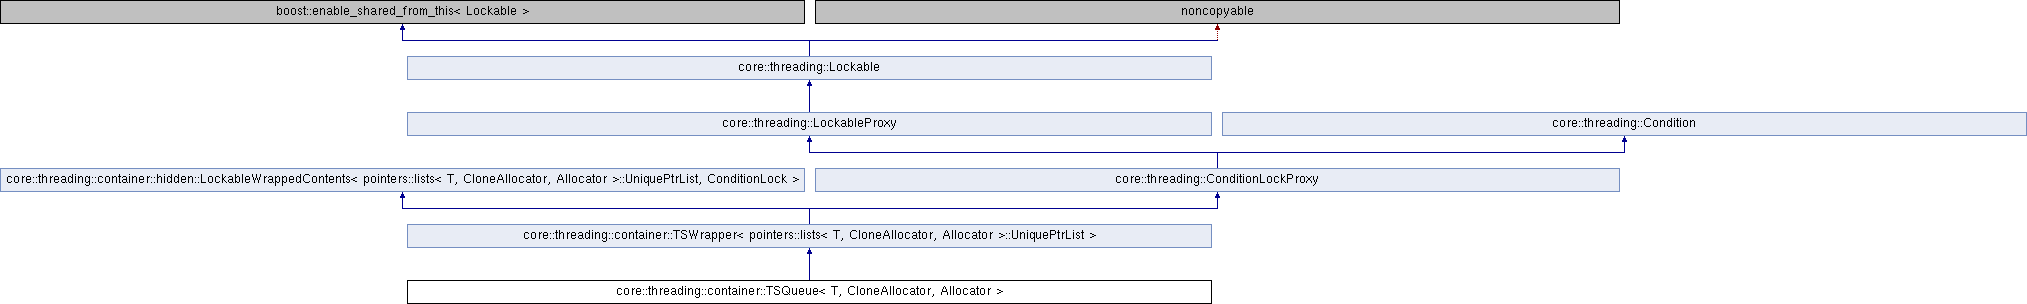 boost::enable_shared_from_this< Lockable >
noncopyable
core::threading::Lockable
core::threading::LockableProxy
core::threading::Condition
core::threading::container::hidden::LockableWrappedContents< pointers::lists< T, CloneAllocator, Allocator >::UniquePtrList, ConditionLock >
core::threading::ConditionLockProxy
core::threading::container::TSWrapper< pointers::lists< T, CloneAllocator, Allocator >::UniquePtrList >
core::threading::container::TSQueue< T, CloneAllocator, Allocator >